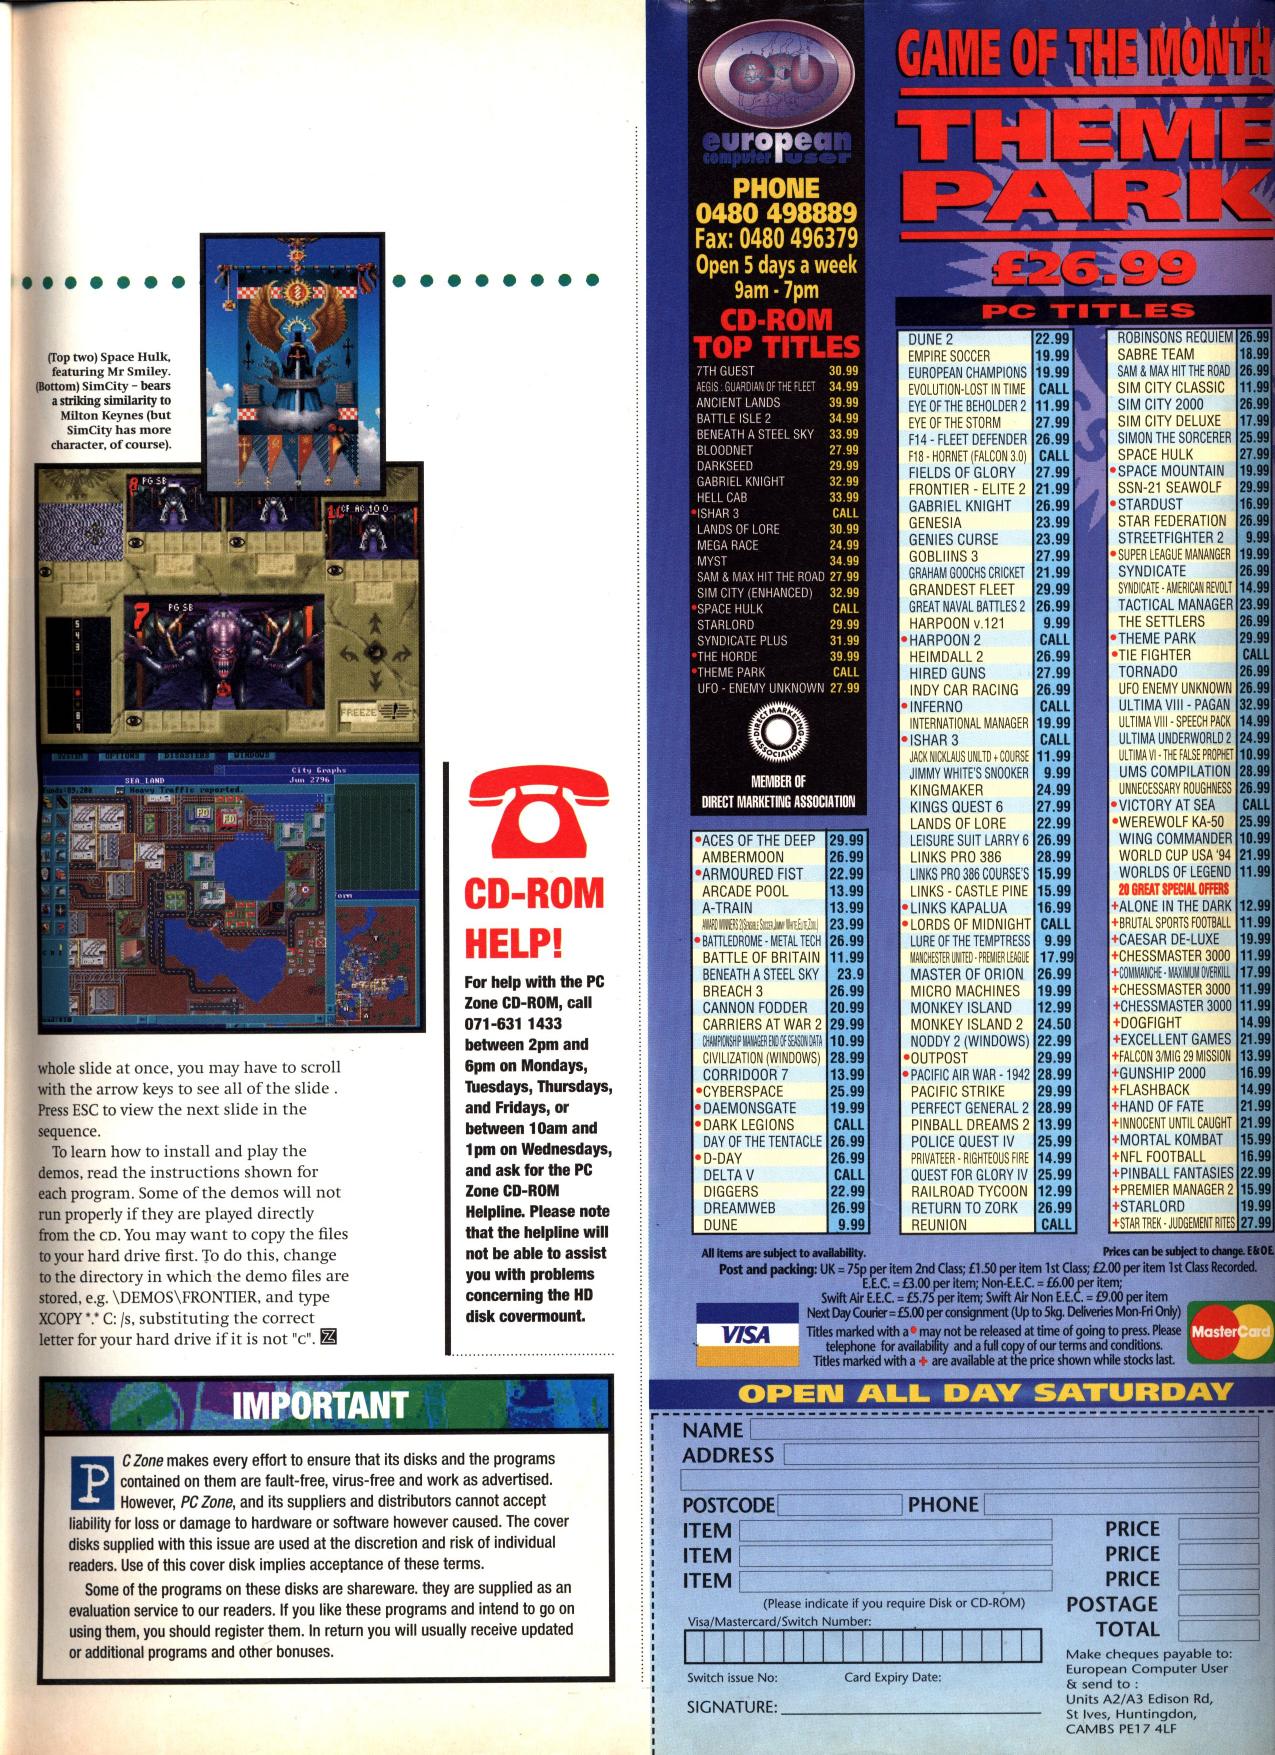 (Top two) Space Hulk,
featuring Mr Smiley.
(Bottom) SimCity – bears
a striking similarity to
Milton Keynes (but
SimCity has more
character, of course).
PG SB
CF AC 10 0
PG SB
FREEZE
SYSTEM OPTIONS DISASTERS WINDOWS
City Graphs
SEA_LAND Jun 2796
Funds:89,200 Heavy Traffic reported.
whole slide at once, you may have to scroll
with the arrow keys to see all of the slide .
Press ESC to view the next slide in the
sequence.
To learn how to install and play the
demos, read the instructions shown for
each program. Some of the demos will not
run properly if they are played directly
from the CD. You may want to copy the files
to your hard drive first. To do this, change
to the directory in which the demo files are
stored, e.g. \DEMOS\FRONTIER, and type
XCOPY *.* C: /s, substituting the correct
letter for your hard drive if it is not "C". Z
CD-ROM
HELP!
For help with the PC
Zone CD-ROM, call
071-631 1433
between 2pm and
6pm on Mondays,
Tuesdays, Thursdays,
and Fridays, or
between 10am and
1pm on Wednesdays,
and ask for the PC
Zone CD-ROM
Helpline. Please note
that the helpline will
not be able to assist
you with problems
concerning the HD
disk covermount.
IMPORTANT
PC Zone makes every effort to ensure that its disks and the programs
contained on them are fault-free, virus-free and work as advertised.
However, PC Zone, and its suppliers and distributors cannot accept
liability for loss or damage to hardware or software however caused. The cover
disks supplied with this issue are used at the discretion and risk of individual
readers. Use of this cover disk implies acceptance of these terms.
Some of the programs on these disks are shareware. they are supplied as an
evaluation service to our readers. If you like these programs and intend to go on
using them, you should register them. In return you will usually receive updated
or additional programs and other bonuses.
ecu
european
computer user
PHONE
0480 498889
Fax: 0480 496379
Open 5 days a week
9am - 7pm
CD-ROM
TOP TITLES
7TH GUEST 30.99
AEGIS : GUARDIAN OF THE FLEET 34.99
ANCIENT LANDS 39.99
BATTLE ISLE 2 34.99
BENEATH A STEEL SKY 33.99
BLOODNET 27.99
DARKSEED 29.99
GABRIEL KNIGHT 32.99
HELL CAB 33.99
•ISHAR 3 CALL
LANDS OF LORE 30.99
MEGA RACE 24.99
MYST 34.99
SAM & MAX HIT THE ROAD 27.99
SIM CITY (ENHANCED) 32.99
•SPACE HULK CALL
STARLORD 29.99
SYNDICATE PLUS 31.99
•THE HORDE 39.99
•THEME PARK CALL
UFO - ENEMY UNKNOWN 27.99
DIRECT MARKETING ASSOCIATION
MEMBER OF
DIRECT MARKETING ASSOCIATION
GAME OF THE MONTH
THEME
PARK
£26.99
PC TITLES
•ACES OF THE DEEP 29.99
AMBERMOON 26.99
•ARMOURED FIST 22.99
ARCADE POOL 13.99
A-TRAIN 13.99
AWARD WINNERS 2(SENSIBLE SOCCER,JIMMY WHITE,ELITE,ZOOL) 23.99
•BATTLEDROME - METAL TECH 26.99
BATTLE OF BRITAIN 11.99
BENEATH A STEEL SKY 23.9
BREACH 3 26.99
CANNON FODDER 20.99
CARRIERS AT WAR 2 29.99
CHAMPIONSHIP MANAGER END OF SEASON DATA 10.99
CIVILIZATION (WINDOWS) 28.99
CORRIDOOR 7 13.99
•CYBERSPACE 25.99
•DAEMONSGATE 19.99
•DARK LEGIONS CALL
DAY OF THE TENTACLE 26.99
•D-DAY 26.99
DELTA V CALL
DIGGERS 22.99
DREAMWEB 26.99
DUNE 9.99
DUNE 2 22.99
EMPIRE SOCCER 19.99
EUROPEAN CHAMPIONS 19.99
EVOLUTION-LOST IN TIME CALL
EYE OF THE BEHOLDER 2 11.99
EYE OF THE STORM 27.99
F14 - FLEET DEFENDER 26.99
F18 - HORNET (FALCON 3.0) CALL
FIELDS OF GLORY 27.99
FRONTIER - ELITE 2 21.99
GABRIEL KNIGHT 26.99
GENESIA 23.99
GENIES CURSE 23.99
GOBLIINS 3 27.99
GRAHAM GOOCHS CRICKET 21.99
GRANDEST FLEET 29.99
GREAT NAVAL BATTLES 2 26.99
HARPOON v.121 9.99
•HARPOON 2 CALL
HEIMDALL 2 26.99
HIRED GUNS 27.99
INDY CAR RACING 26.99
•INFERNO CALL
INTERNATIONAL MANAGER 19.99
•ISHAR 3 CALL
JACK NICKLAUS UNLTD + COURSE 11.99
JIMMY WHITE'S SNOOKER 9.99
KINGMAKER 24.99
KINGS QUEST 6 27.99
LANDS OF LORE 22.99
LEISURE SUIT LARRY 6 26.99
LINKS PRO 386 28.99
LINKS PRO 386 COURSE'S 15.99
LINKS - CASTLE PINE 15.99
•LINKS KAPALUA 16.99
•LORDS OF MIDNIGHT CALL
LURE OF THE TEMPTRESS 9.99
MANCHESTER UNITED - PREMIER LEAGUE 17.99
MASTER OF ORION 26.99
MICRO MACHINES 19.99
MONKEY ISLAND 12.99
MONKEY ISLAND 2 24.50
NODDY 2 (WINDOWS) 22.99
•OUTPOST 29.99
•PACIFIC AIR WAR - 1942 28.99
PACIFIC STRIKE 29.99
PERFECT GENERAL 2 28.99
PINBALL DREAMS 2 13.99
POLICE QUEST IV 25.99
PRIVATEER - RIGHTEOUS FIRE 14.99
QUEST FOR GLORY IV 25.99
RAILROAD TYCOON 12.99
RETURN TO ZORK 26.99
REUNION CALL
ROBINSONS REQUIEM 26.99
SABRE TEAM 18.99
SAM & MAX HIT THE ROAD 26.99
SIM CITY CLASSIC 11.99
SIM CITY 2000 26.99
SIM CITY DELUXE 17.99
SIMON THE SORCERER 25.99
SPACE HULK 27.99
•SPACE MOUNTAIN 19.99
SSN-21 SEAWOLF 29.99
•STARDUST 16.99
STAR FEDERATION 26.99
STREETFIGHTER 2 9.99
•SUPER LEAGUE MANANGER 19.99
SYNDICATE 26.99
SYNDICATE - AMERICAN REVOLT 14.99
TACTICAL MANAGER 23.99
THE SETTLERS 26.99
•THEME PARK 29.99
•TIE FIGHTER CALL
TORNADO 26.99
UFO ENEMY UNKNOWN 26.99
ULTIMA VIII - PAGAN 32.99
ULTIMA VIII - SPEECH PACK 14.99
ULTIMA UNDERWORLD 2 24.99
ULTIMA VI - THE FALSE PROPHET 10.99
UMS COMPILATION 28.99
UNNECESSARY ROUGHNESS 26.99
•VICTORY AT SEA CALL
•WEREWOLF KA-50 25.99
WING COMMANDER 10.99
WORLD CUP USA '94 21.99
WORLDS OF LEGEND 11.99
20 GREAT SPECIAL OFFERS
+ALONE IN THE DARK 12.99
+BRUTAL SPORTS FOOTBALL 11.99
+CAESAR DE-LUXE 19.99
+CHESSMASTER 3000 11.99
+COMMANCHE - MAXIMUM OVERKILL 17.99
+CHESSMASTER 3000 11.99
+CHESSMASTER 3000 11.99
+DOGFIGHT 14.99
+EXCELLENT GAMES 21.99
+FALCON 3/MIG 29 MISSION 13.99
+GUNSHIP 2000 16.99
+FLASHBACK 14.99
+HAND OF FATE 21.99
+INNOCENT UNTIL CAUGHT 21.99
+MORTAL KOMBAT 15.99
+NFL FOOTBALL 16.99
+PINBALL FANTASIES 22.99
+PREMIER MANAGER 2 15.99
+STARLORD 19.99
+STAR TREK - JUDGEMENT RITES 27.99
All items are subject to availability. Prices can be subject to change. E&OE.
Post and packing: UK = 75p per item 2nd Class; £1.50 per item 1st Class; £2.00 per item 1st Class Recorded.
E.E.C. = £3.00 per item; Non-E.E.C. = £6.00 per item;
Swift Air E.E.C. = £5.75 per item; Swift Air Non E.E.C. = £9.00 per item
Next Day Courier = £5.00 per consignment (Up to 5kg. Deliveries Mon-Fri Only)
Titles marked with a • may not be released at time of going to press. Please
telephone for availability and a full copy of our terms and conditions.
Titles marked with a + are available at the price shown while stocks last.
VISA
MasterCard
OPEN ALL DAY SATURDAY
NAME
ADDRESS
POSTCODE PHONE
ITEM PRICE
ITEM PRICE
ITEM PRICE
(Please indicate if you require Disk or CD-ROM) POSTAGE
TOTAL
Visa/Mastercard/Switch Number:
Switch issue No: Card Expiry Date:
SIGNATURE:
Make cheques payable to:
European Computer User
& send to :
Units A2/A3 Edison Rd,
St Ives, Huntingdon,
CAMBS PE17 4LF